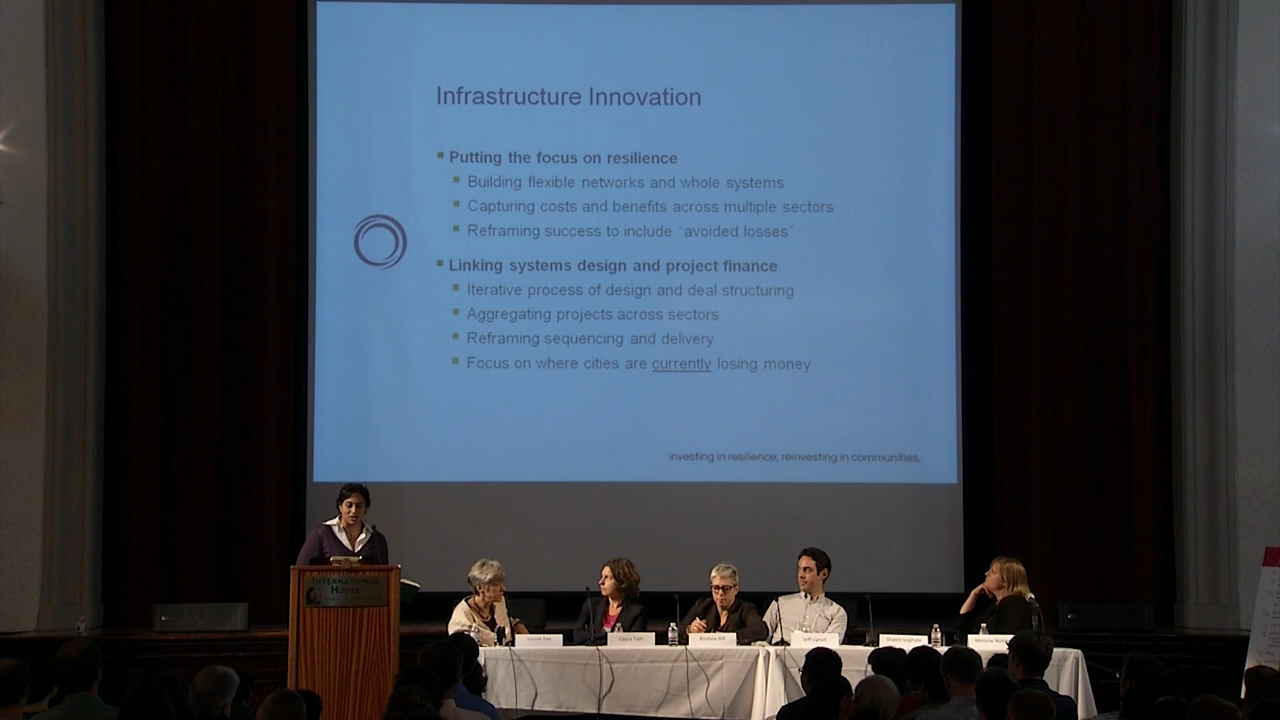 Infrastructure Innovation
Putting the focus on resilience
Building flexible networks and whole systems
Capturing costs and benefits across multiple sectors
Reframing success to include “avoided losses”
Linking systems design and project finance
Iterative process of design and deal structuring
Aggregating projects across sectors
Reframing sequencing and delivery
Focus on where cities are currently losing money
investing in resilience, reinvesting in communities.
INTERNATIONAL
HOUSE
Laura Tam
Kristina Hill
Jeff